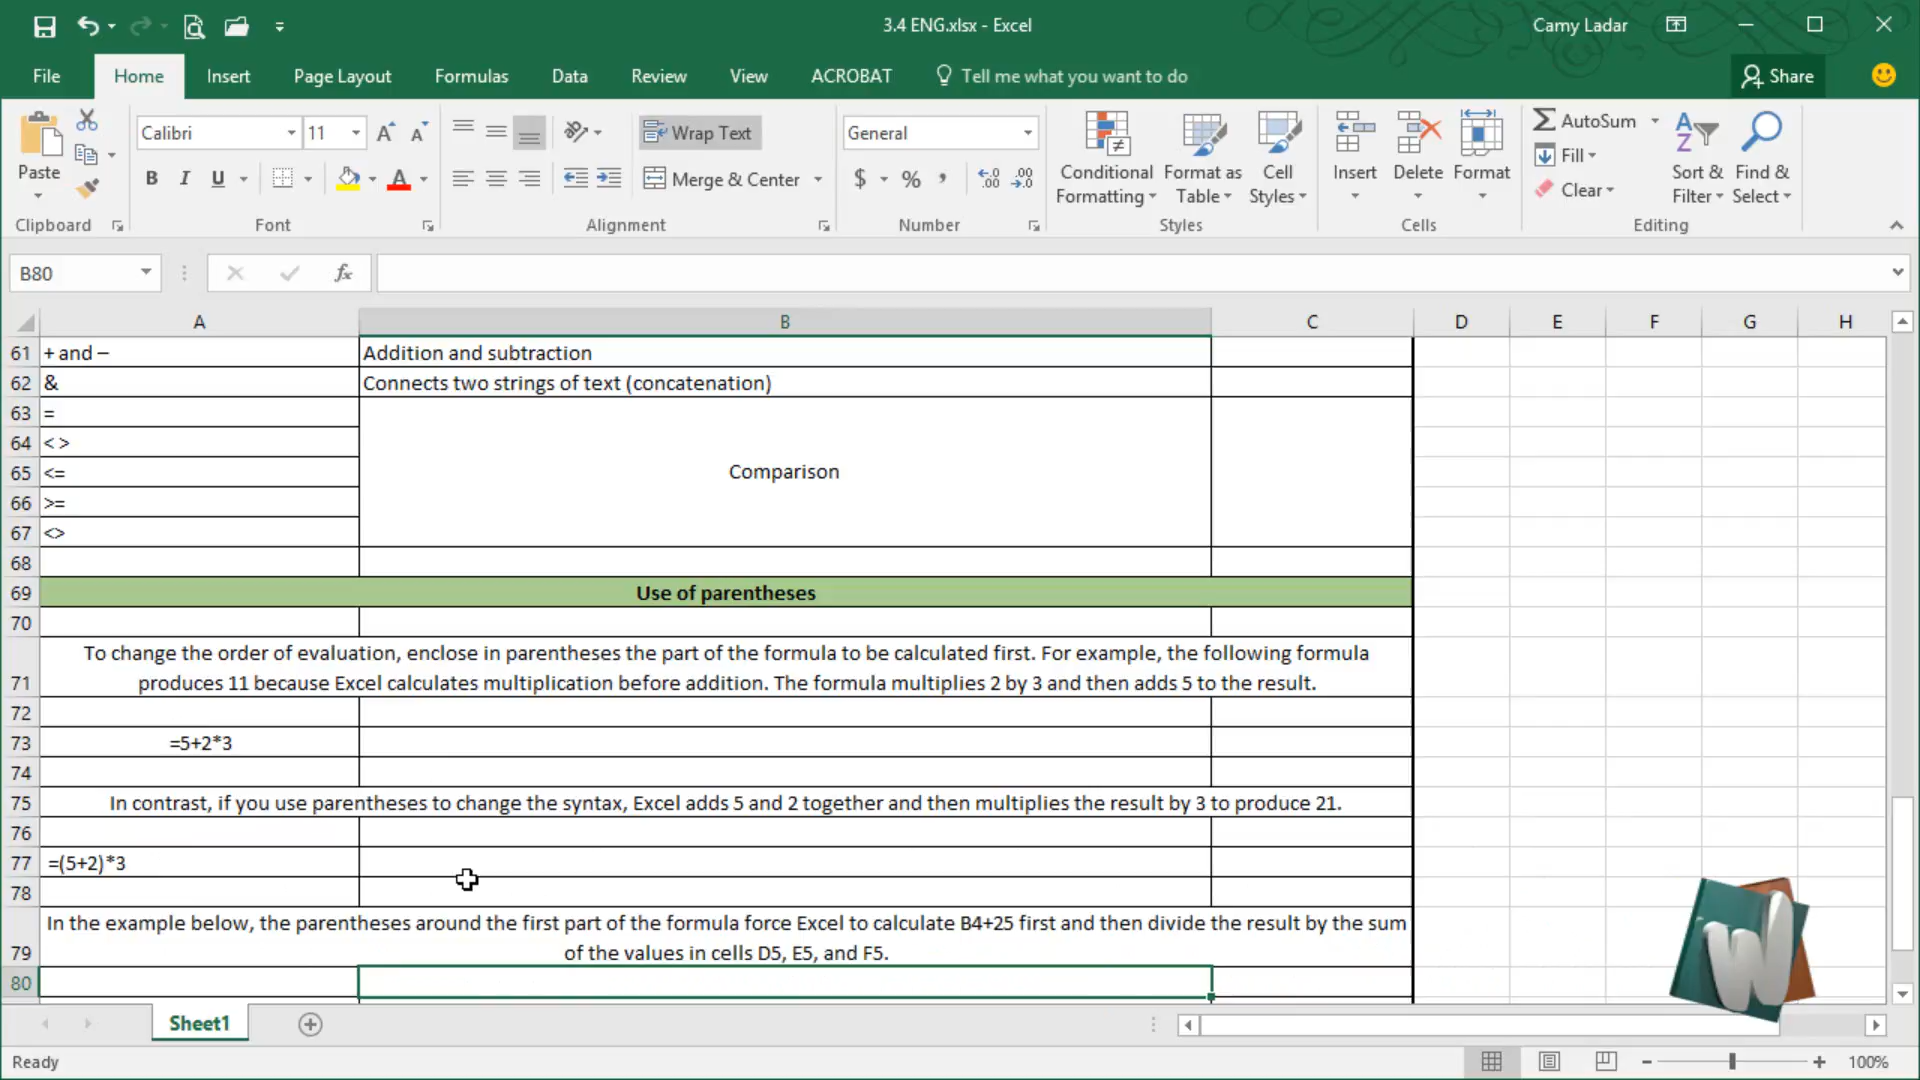 3.4 ENG.xlsx - Excel
Camy Ladar
File
Home
Insert
Page Layout
Formulas
Data
Review
View
ACROBAT
Tell me what you want to do
Share
Paste
Clipboard
Calibri
11
A A
B I U
A
Font
Wrap Text
Merge & Center
Alignment
General
$ % ,
Number
Conditional
Formatting
Format as
Table
Cell
Styles
Styles
Insert
Delete
Format
Cells
AutoSum
Fill
Clear
Sort &
Filter
Find &
Select
Editing
B80
fx
A B C D E F G H
61 + and – Addition and subtraction
62 & Connects two strings of text (concatenation)
63 =
64 < >
65 <= Comparison
66 >=
67 <>
68
69 Use of parentheses
70
To change the order of evaluation, enclose in parentheses the part of the formula to be calculated first. For example, the following formula
71 produces 11 because Excel calculates multiplication before addition. The formula multiplies 2 by 3 and then adds 5 to the result.
72
73 =5+2*3
74
75 In contrast, if you use parentheses to change the syntax, Excel adds 5 and 2 together and then multiplies the result by 3 to produce 21.
76
77 =(5+2)*3
78
In the example below, the parentheses around the first part of the formula force Excel to calculate B4+25 first and then divide the result by the sum
79 of the values in cells D5, E5, and F5.
80
W
Sheet1
Ready
100%